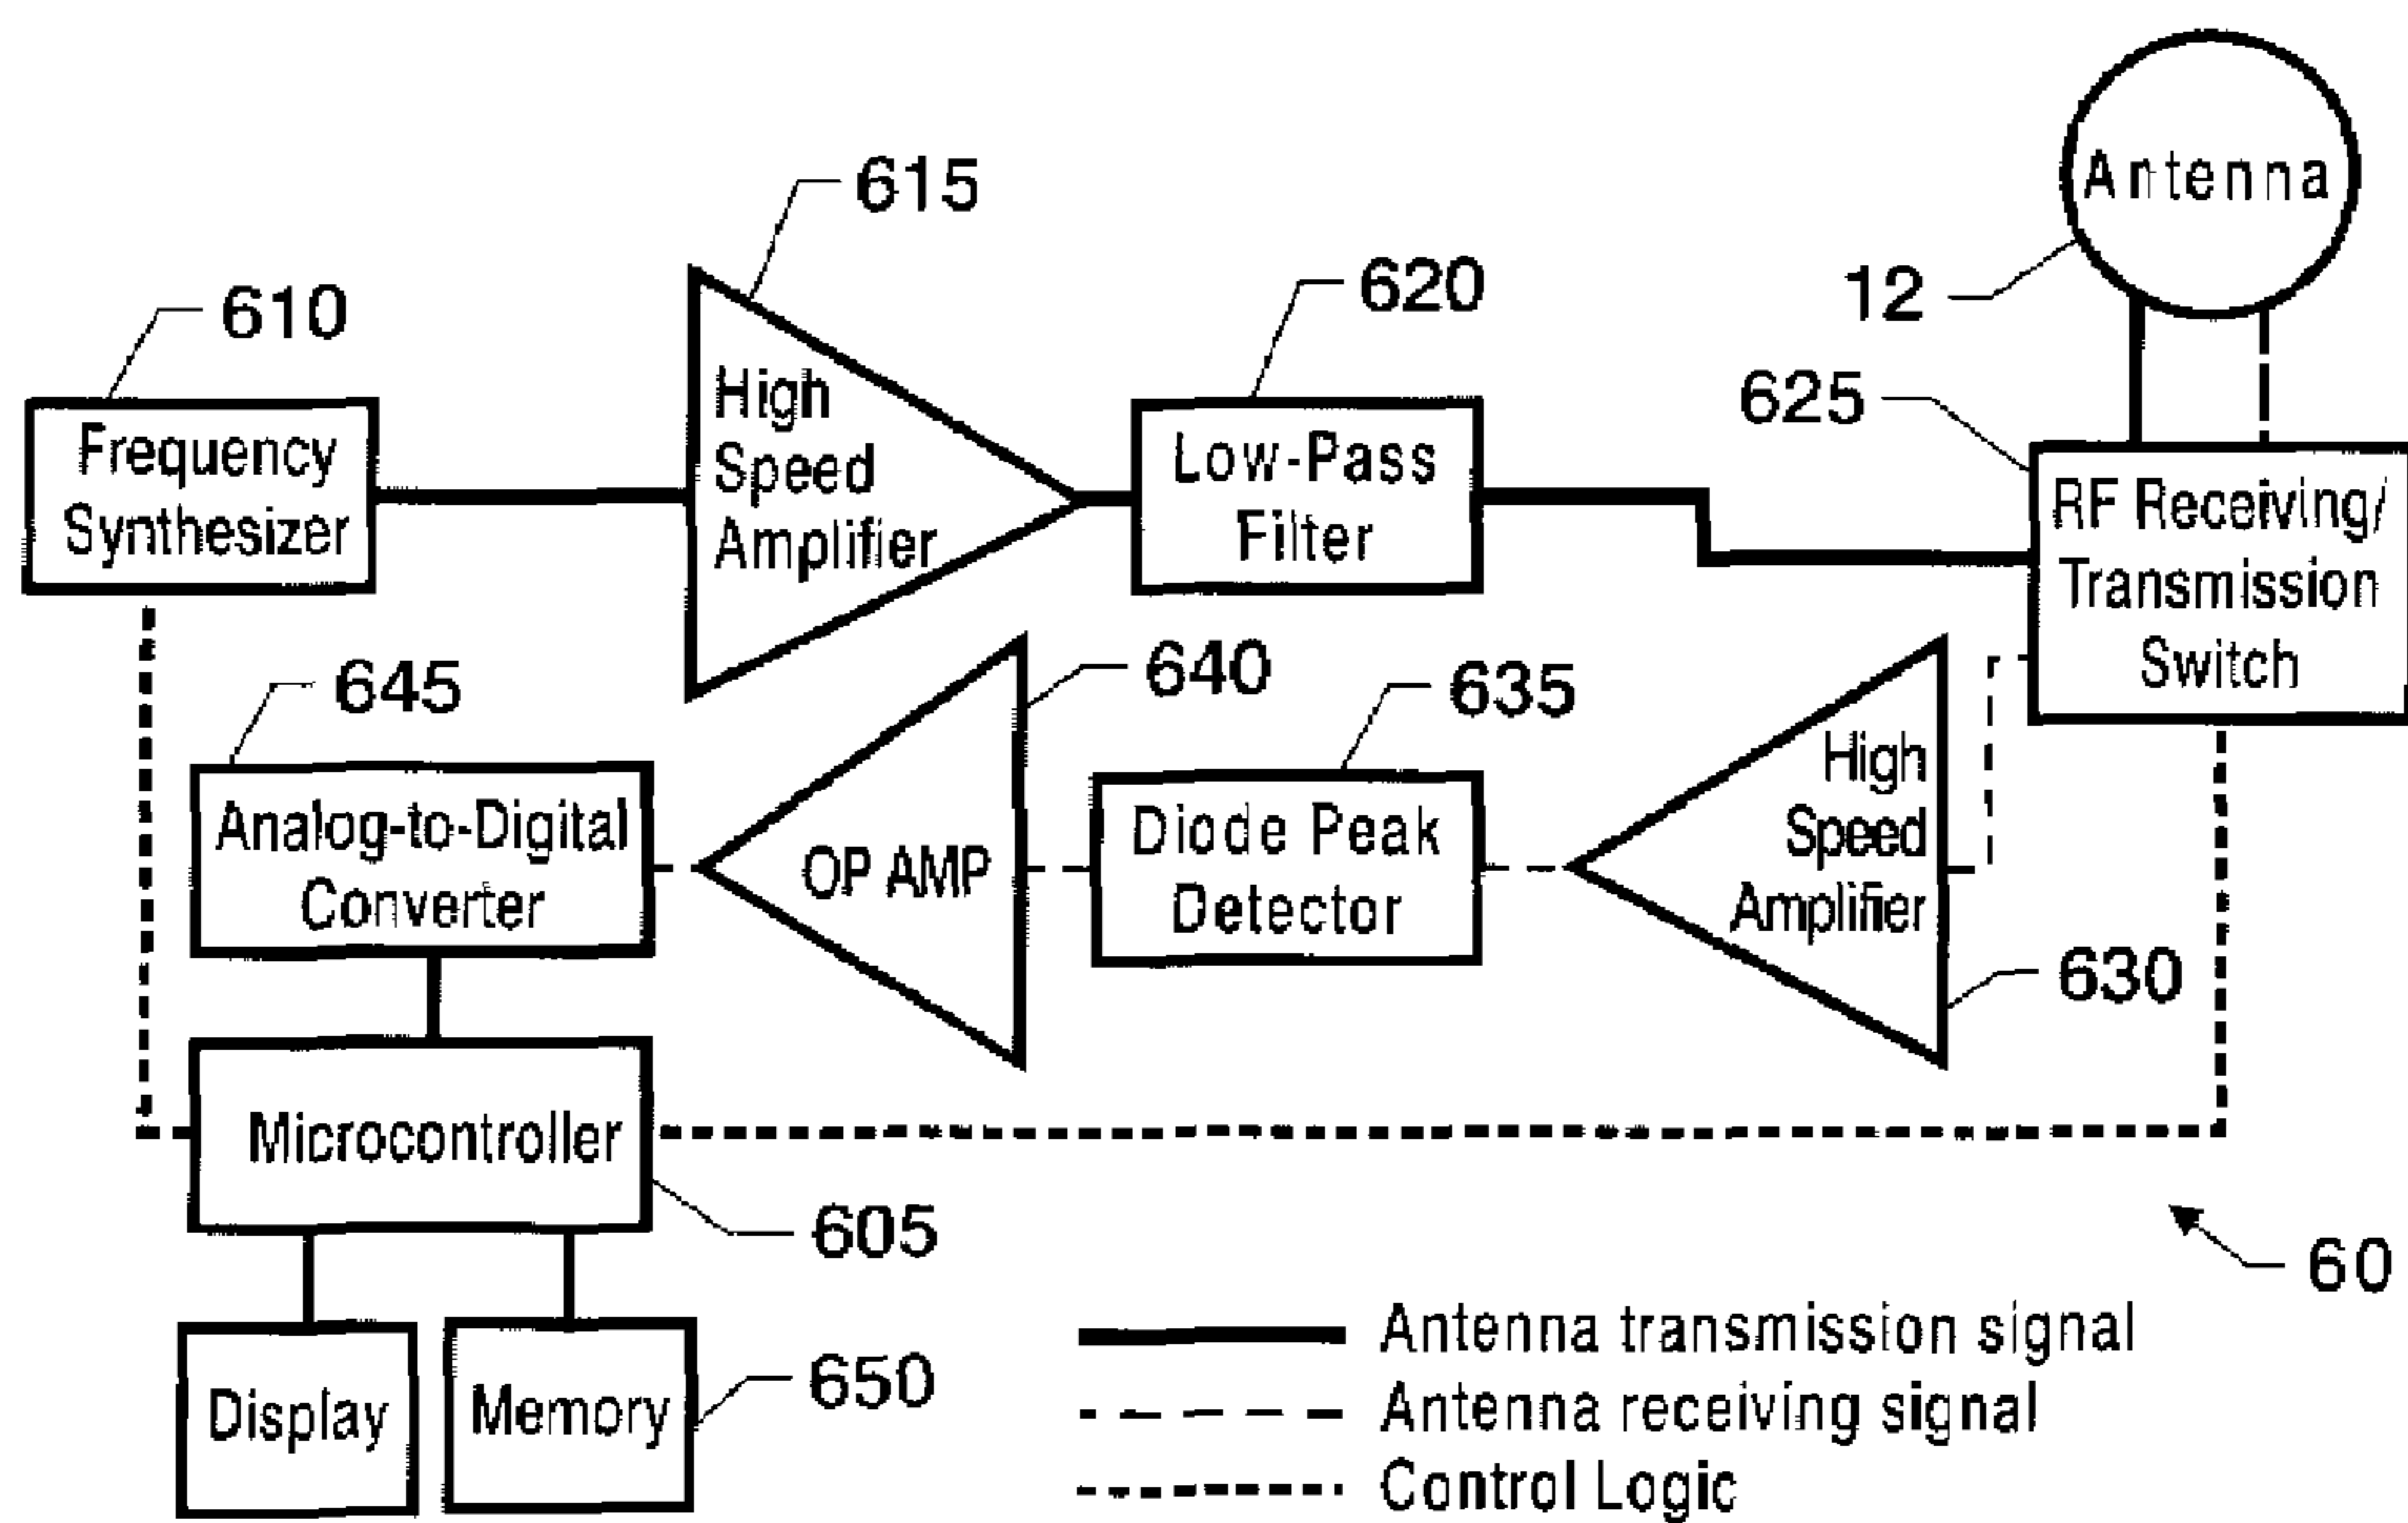 Antenna
12
615
610
620
625
High
Speed
Amplifier
Frequency
Synthesizer
Low-Pass
Filter
RF Receiving/
Transmission
Switch
645
640
635
High
Speed
Amplifier
Analog-to-Digital
Converter
OP AMP
Diode Peak
Detector
630
Microcontroller
605
60
Display
Memory
650
Antenna transmission signal
Antenna receiving signal
Control Logic